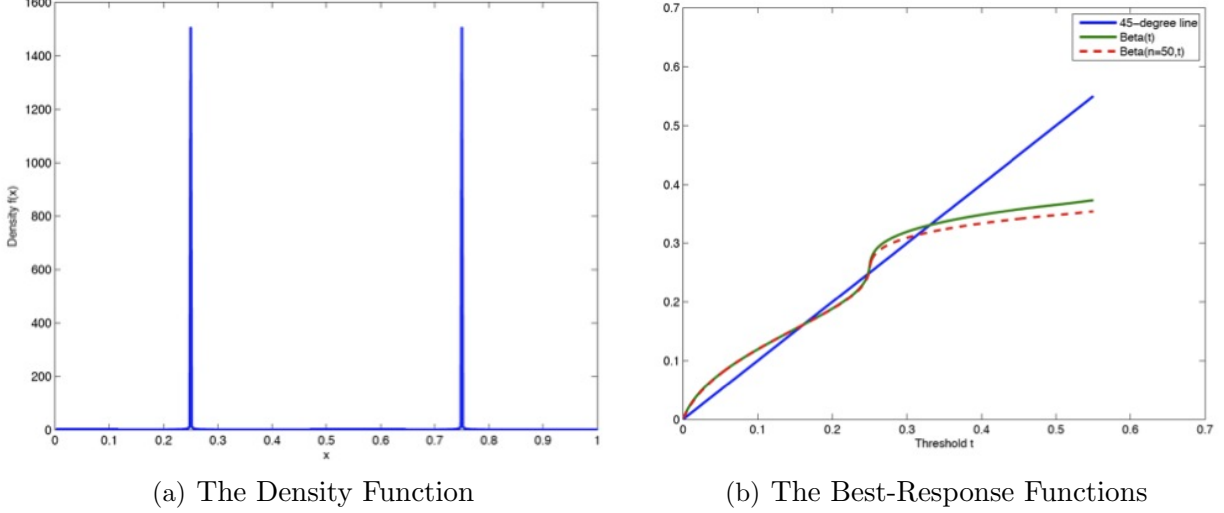 1600
1400
1200
1000
800
600
400
200
0
Density f(x)
0 0.1 0.2 0.3 0.4 0.5 0.6 0.7 0.8 0.9 1
x
(a) The Density Function
0.7
0.6
0.5
0.4
0.3
0.2
0.1
0
45-degree line
Beta(t)
Beta(n=50,t)
0 0.1 0.2 0.3 0.4 0.5 0.6 0.7
Threshold t
(b) The Best-Response Functions